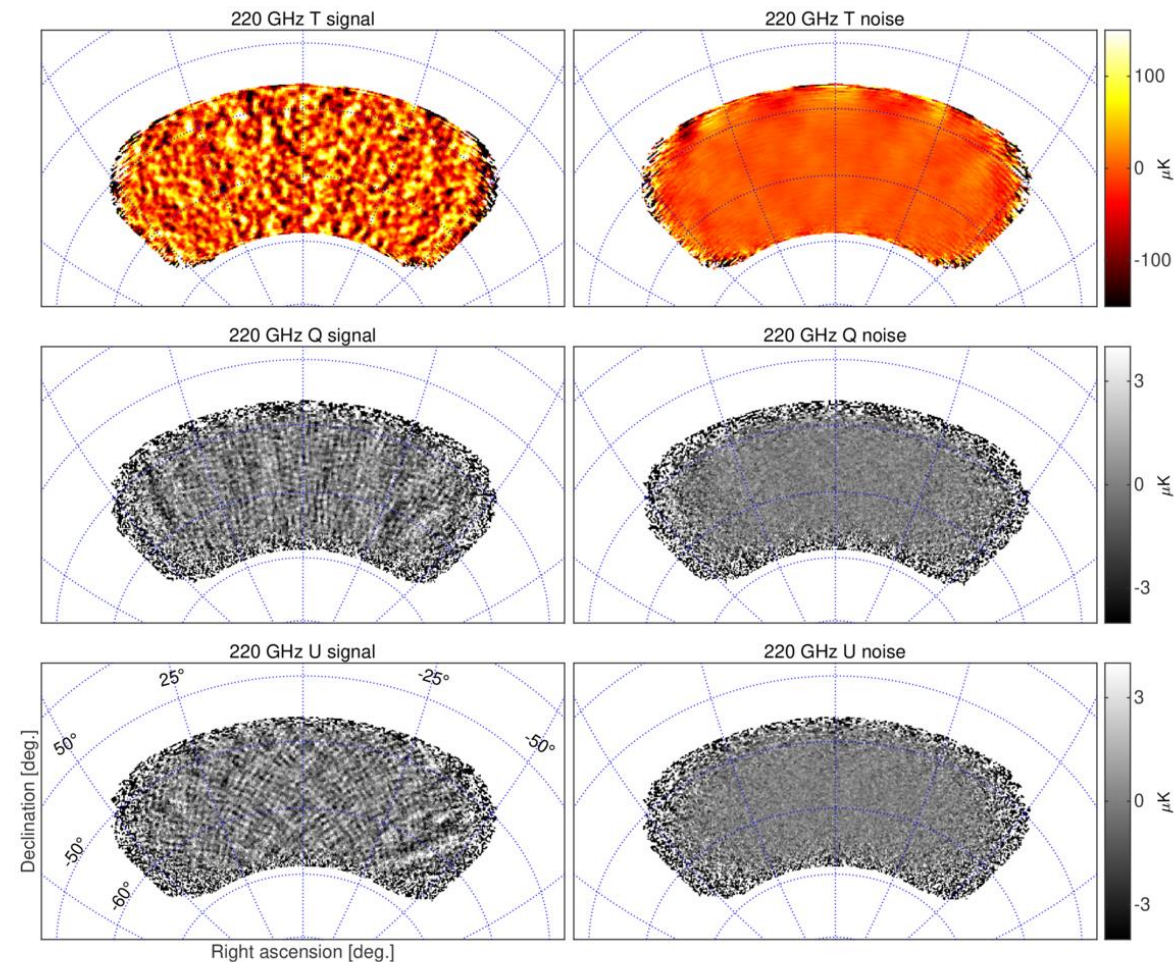 220 GHz T signal
220 GHz T noise
100
0
-100
μK
220 GHz Q signal
220 GHz Q noise
3
0
-3
μK
220 GHz U signal
220 GHz U noise
25°
-25°
50°
-50°
-50°
-60°
3
0
-3
μK
Declination [deg.]
Right ascension [deg.]